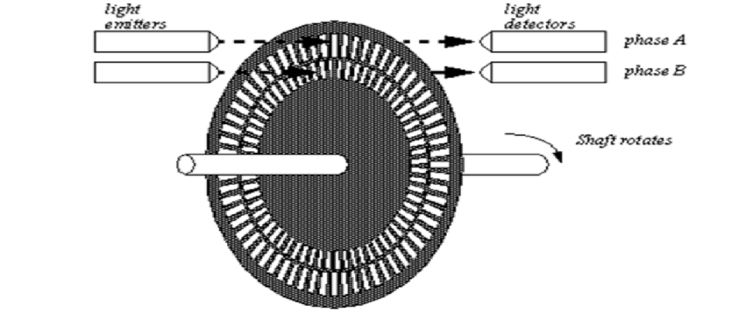 light
emitters
light
detectors
phase A
phase B
Shaft rotates